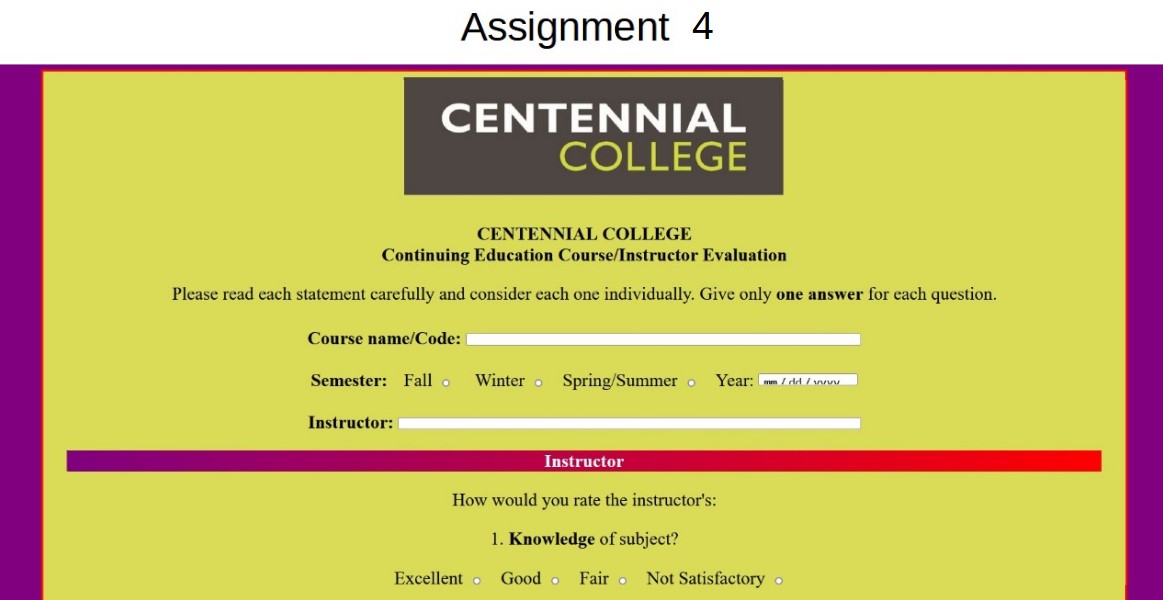 Assignment 4
CENTENNIAL
COLLEGE
CENTENNIAL COLLEGE
Continuing Education Course/Instructor Evaluation
Please read each statement carefully and consider each one individually. Give only one answer for each question.
Course name/Code:
Semester: Fall Winter Spring/Summer Year: mm / dd / yyyy
Instructor:
Instructor
How would you rate the instructor's:
1. Knowledge of subject?
Excellent Good Fair Not Satisfactory